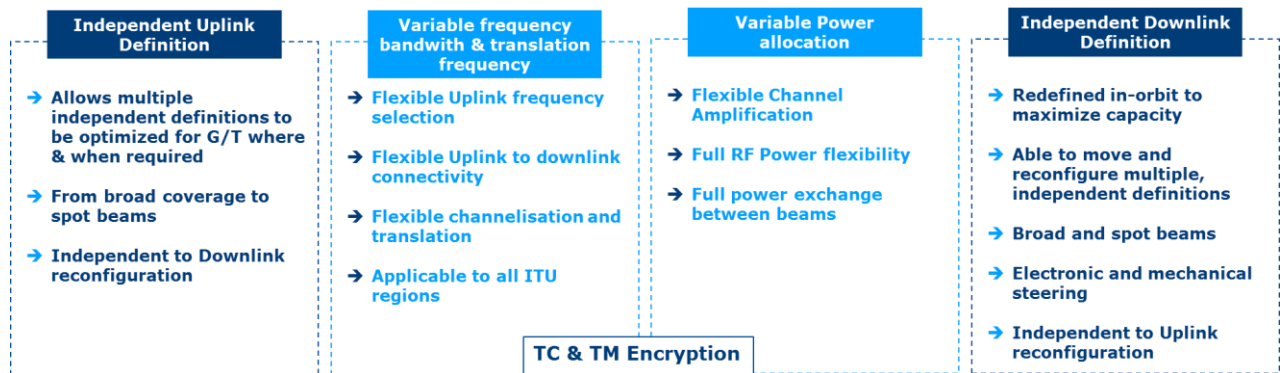 Independent Uplink
Definition
➔ Allows multiple
independent definitions to
be optimized for G/T where
& when required
➔ From broad coverage to
spot beams
➔ Independent to Downlink
reconfiguration
Variable frequency
bandwith & translation
frequency
➔ Flexible Uplink frequency
selection
➔ Flexible Uplink to downlink
connectivity
➔ Flexible channelisation and
translation
➔ Applicable to all ITU
regions
Variable Power
allocation
➔ Flexible Channel
Amplification
➔ Full RF Power flexibility
➔ Full power exchange
between beams
Independent Downlink
Definition
➔ Redefined in-orbit to
maximize capacity
➔ Able to move and
reconfigure multiple,
independent definitions
➔ Broad and spot beams
➔ Electronic and mechanical
steering
➔ Independent to Uplink
reconfiguration
TC & TM Encryption